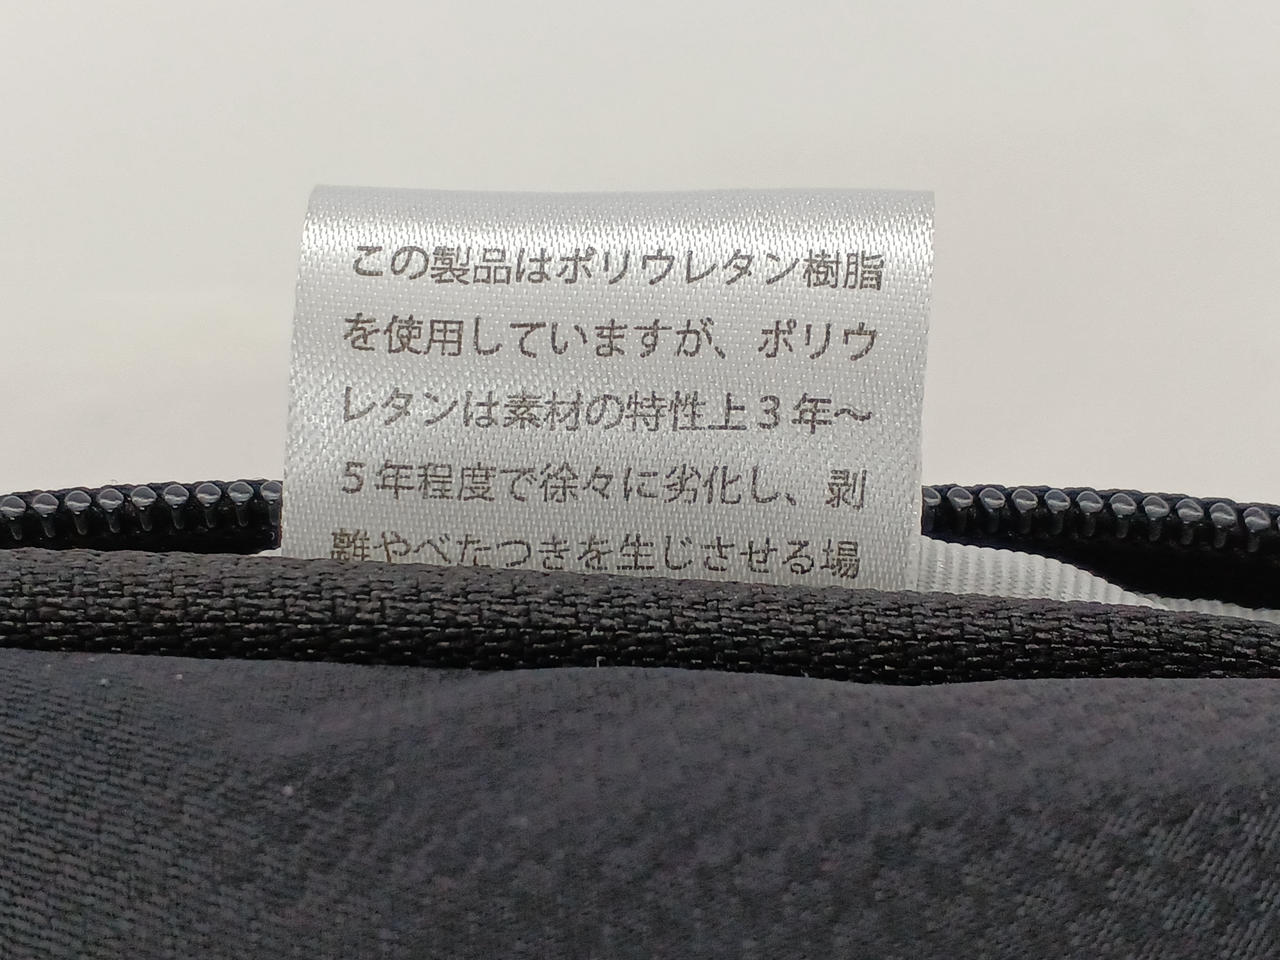 この製品はポリウレタン樹脂
を使用していますが、ポリウ
レタンは素材の特性上3年～
5年程度で徐々に劣化し、剥
離やべたつきを生じさせる場